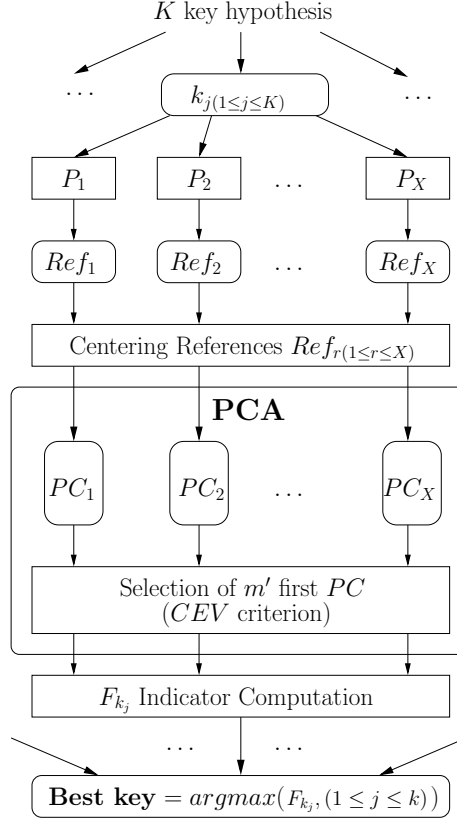 K key hypothesis
... k_{j(1≤j≤K)} ...
P_1 P_2 ... P_X
Ref_1 Ref_2 ... Ref_X
Centering References Ref_{r(1≤r≤X)}
PCA
PC_1 PC_2 ... PC_X
Selection of m′ first PC
(CEV criterion)
F_{k_j} Indicator Computation
... ...
Best key = argmax(F_{k_j}, (1 ≤ j ≤ k))